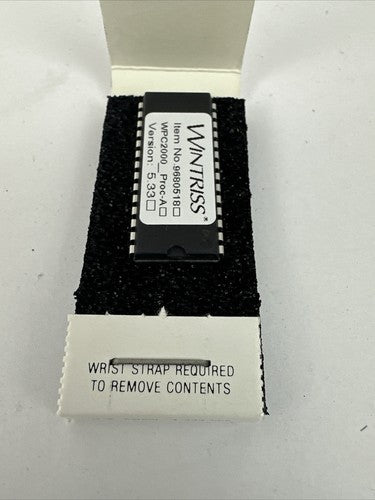 WINTRISS®
Item No.9680518□
WPC2000_Proc-A□
Version: 5.33□
WRIST STRAP REQUIRED
TO REMOVE CONTENTS